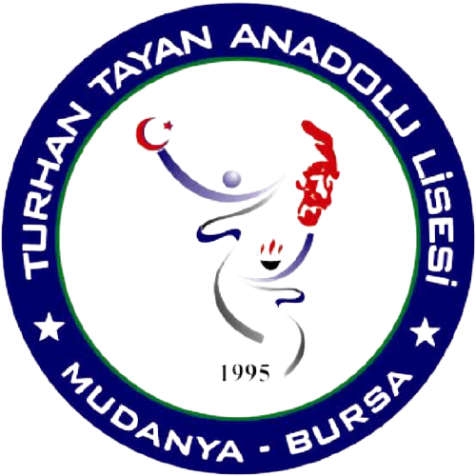 TURHAN TAYAN ANADOLU LİSESİ
1995
MUDANYA - BURSA